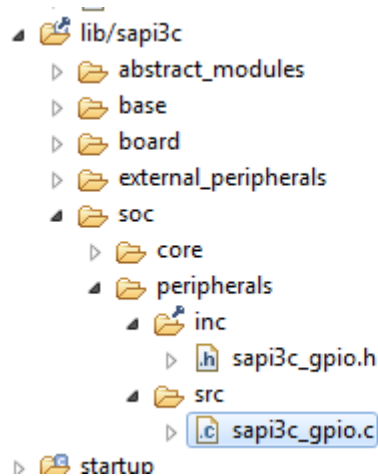 lib/sapi3c
abstract_modules
base
board
external_peripherals
soc
core
peripherals
inc
.h sapi3c_gpio.h
src
.c sapi3c_gpio.c
startup